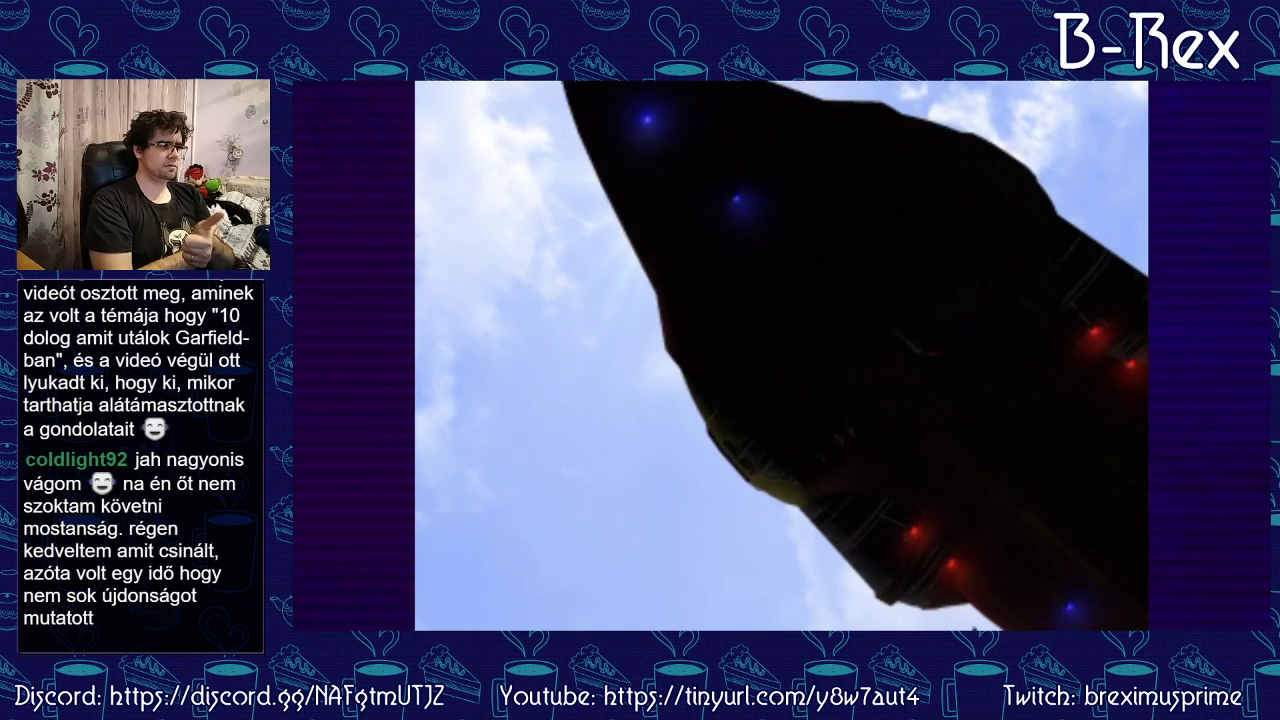 B-Rex
videót osztott meg, aminek
az volt a témája hogy "10
dolog amit utálok Garfield-
ban", és a videó végül ott
lyukadt ki, hogy ki, mikor
tarthatja alátámasztottnak
a gondolatait
coldlight92 jah nagyonis
vágom na én őt nem
szoktam követni
mostanság. régen
kedveltem amit csinált,
azóta volt egy idő hogy
nem sok újdonságot
mutatott
Discord: https://discord.gg/NAFgtmUTJZ Youtube: https://tinyurl.com/y8w7aut4 Twitch: breximusprime